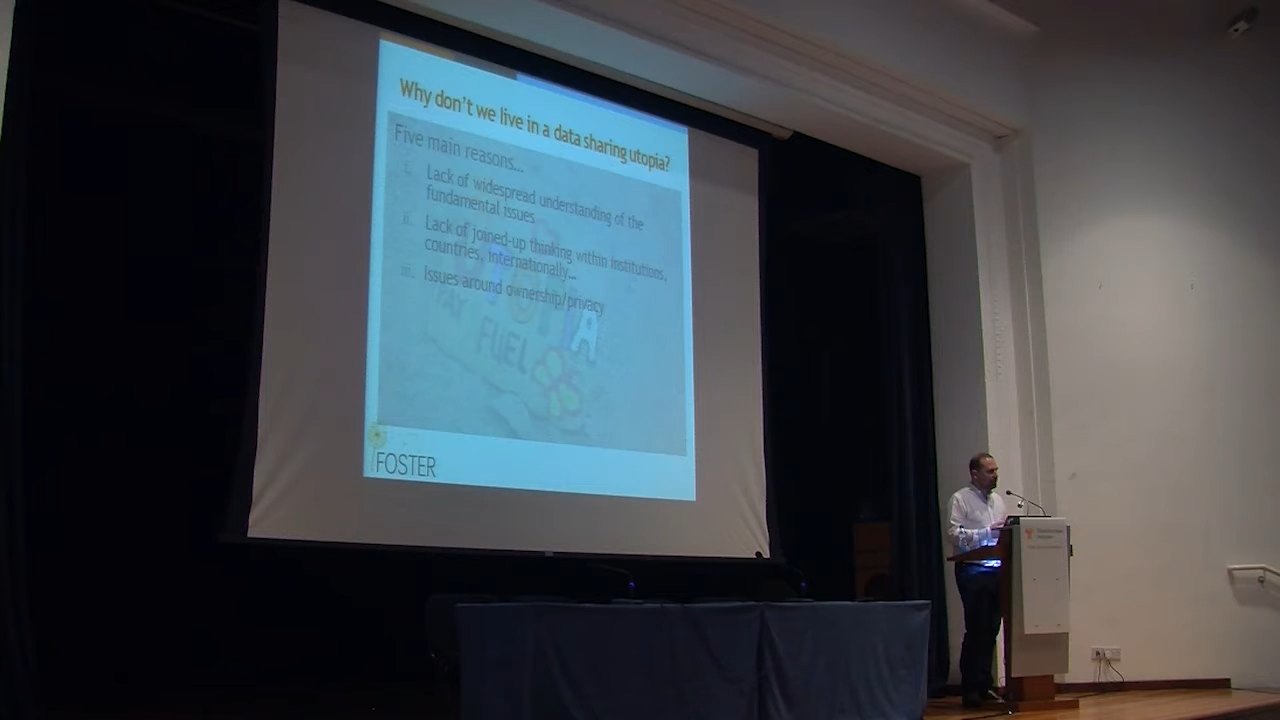 Why don't we live in a data sharing utopia?
Five main reasons...
i. Lack of widespread understanding of the
fundamental issues
ii. Lack of joined-up thinking within institutions,
countries, internationally...
iii. Issues around ownership/privacy
FUEL
FOSTER